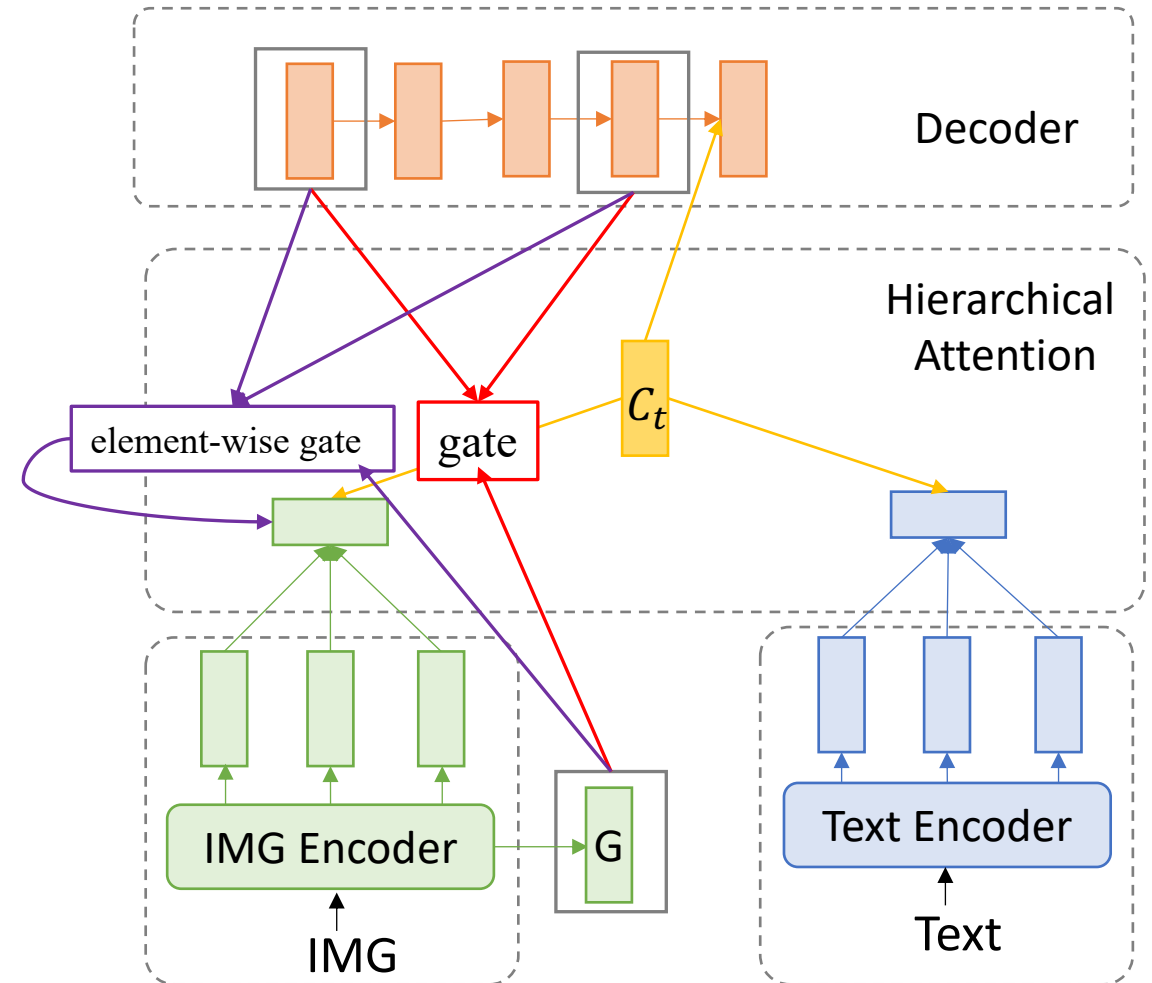 Decoder
Hierarchical
Attention
C_t
element-wise gate
gate
IMG Encoder
G
Text Encoder
IMG
Text